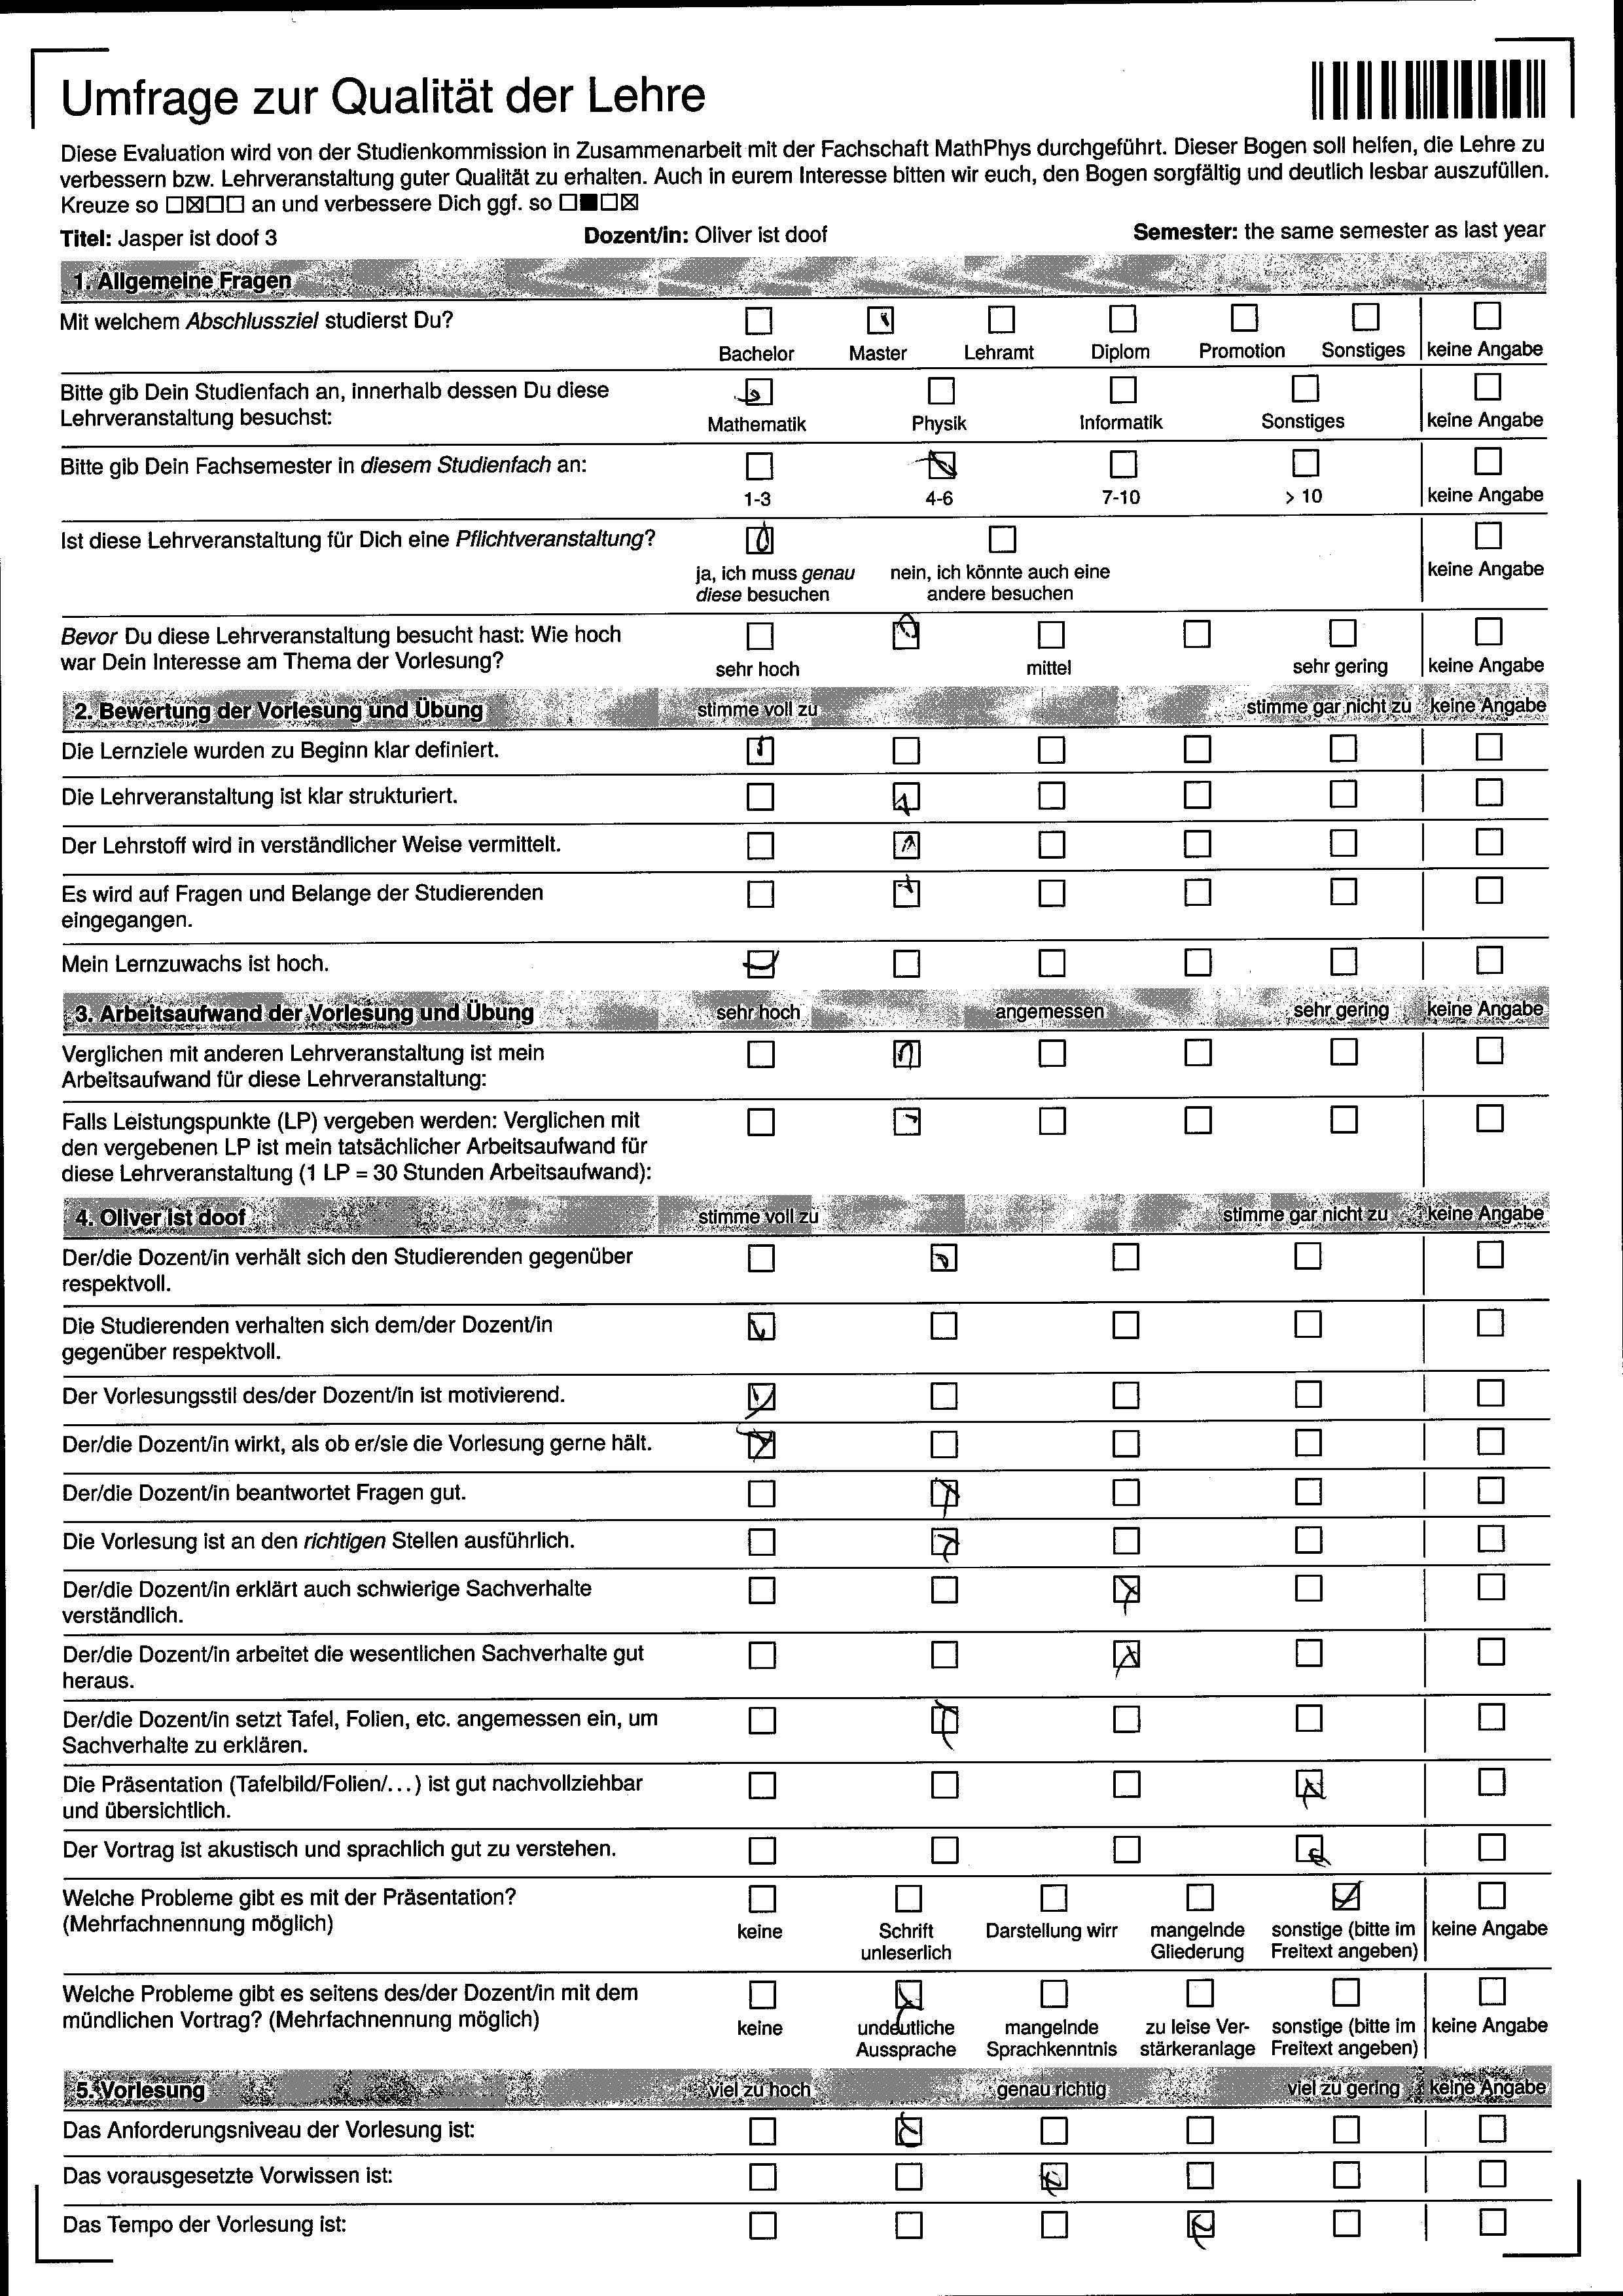 Umfrage zur Qualität der Lehre
Diese Evaluation wird von der Studienkommission in Zusammenarbeit mit der Fachschaft MathPhys durchgeführt. Dieser Bogen soll helfen, die Lehre zu
verbessern bzw. Lehrveranstaltung guter Qualität zu erhalten. Auch in eurem Interesse bitten wir euch, den Bogen sorgfältig und deutlich lesbar auszufüllen.
Kreuze so ☐☒☐☐ an und verbessere Dich ggf. so ☐■☐☒
Titel: Jasper ist doof 3 Dozent/in: Oliver ist doof Semester: the same semester as last year
1. Allgemeine Fragen
Mit welchem Abschlussziel studierst Du?
Bachelor Master Lehramt Diplom Promotion Sonstiges keine Angabe
Bitte gib Dein Studienfach an, innerhalb dessen Du diese
Lehrveranstaltung besuchst:
Mathematik Physik Informatik Sonstiges keine Angabe
Bitte gib Dein Fachsemester in diesem Studienfach an:
1-3 4-6 7-10 > 10 keine Angabe
Ist diese Lehrveranstaltung für Dich eine Pflichtveranstaltung?
ja, ich muss genau nein, ich könnte auch eine keine Angabe
diese besuchen andere besuchen
Bevor Du diese Lehrveranstaltung besucht hast: Wie hoch
war Dein Interesse am Thema der Vorlesung?
sehr hoch mittel sehr gering keine Angabe
2. Bewertung der Vorlesung und Übung stimme voll zu stimme gar nicht zu keine Angabe
Die Lernziele wurden zu Beginn klar definiert.
Die Lehrveranstaltung ist klar strukturiert.
Der Lehrstoff wird in verständlicher Weise vermittelt.
Es wird auf Fragen und Belange der Studierenden
eingegangen.
Mein Lernzuwachs ist hoch.
3. Arbeitsaufwand der Vorlesung und Übung sehr hoch angemessen sehr gering keine Angabe
Verglichen mit anderen Lehrveranstaltung ist mein
Arbeitsaufwand für diese Lehrveranstaltung:
Falls Leistungspunkte (LP) vergeben werden: Verglichen mit
den vergebenen LP ist mein tatsächlicher Arbeitsaufwand für
diese Lehrveranstaltung (1 LP = 30 Stunden Arbeitsaufwand):
4. Oliver ist doof stimme voll zu stimme gar nicht zu keine Angabe
Der/die Dozent/in verhält sich den Studierenden gegenüber
respektvoll.
Die Studierenden verhalten sich dem/der Dozent/in
gegenüber respektvoll.
Der Vorlesungsstil des/der Dozent/in ist motivierend.
Der/die Dozent/in wirkt, als ob er/sie die Vorlesung gerne hält.
Der/die Dozent/in beantwortet Fragen gut.
Die Vorlesung ist an den richtigen Stellen ausführlich.
Der/die Dozent/in erklärt auch schwierige Sachverhalte
verständlich.
Der/die Dozent/in arbeitet die wesentlichen Sachverhalte gut
heraus.
Der/die Dozent/in setzt Tafel, Folien, etc. angemessen ein, um
Sachverhalte zu erklären.
Die Präsentation (Tafelbild/Folien/...) ist gut nachvollziehbar
und übersichtlich.
Der Vortrag ist akustisch und sprachlich gut zu verstehen.
Welche Probleme gibt es mit der Präsentation?
(Mehrfachnennung möglich)
keine Schrift Darstellung wirr mangelnde sonstige (bitte im keine Angabe
unleserlich Gliederung Freitext angeben)
Welche Probleme gibt es seitens des/der Dozent/in mit dem
mündlichen Vortrag? (Mehrfachnennung möglich)
keine undeutliche mangelnde zu leise Ver- sonstige (bitte im keine Angabe
Aussprache Sprachkenntnis stärkeranlage Freitext angeben)
5. Vorlesung viel zu hoch genau richtig viel zu gering keine Angabe
Das Anforderungsniveau der Vorlesung ist:
Das vorausgesetzte Vorwissen ist:
Das Tempo der Vorlesung ist: